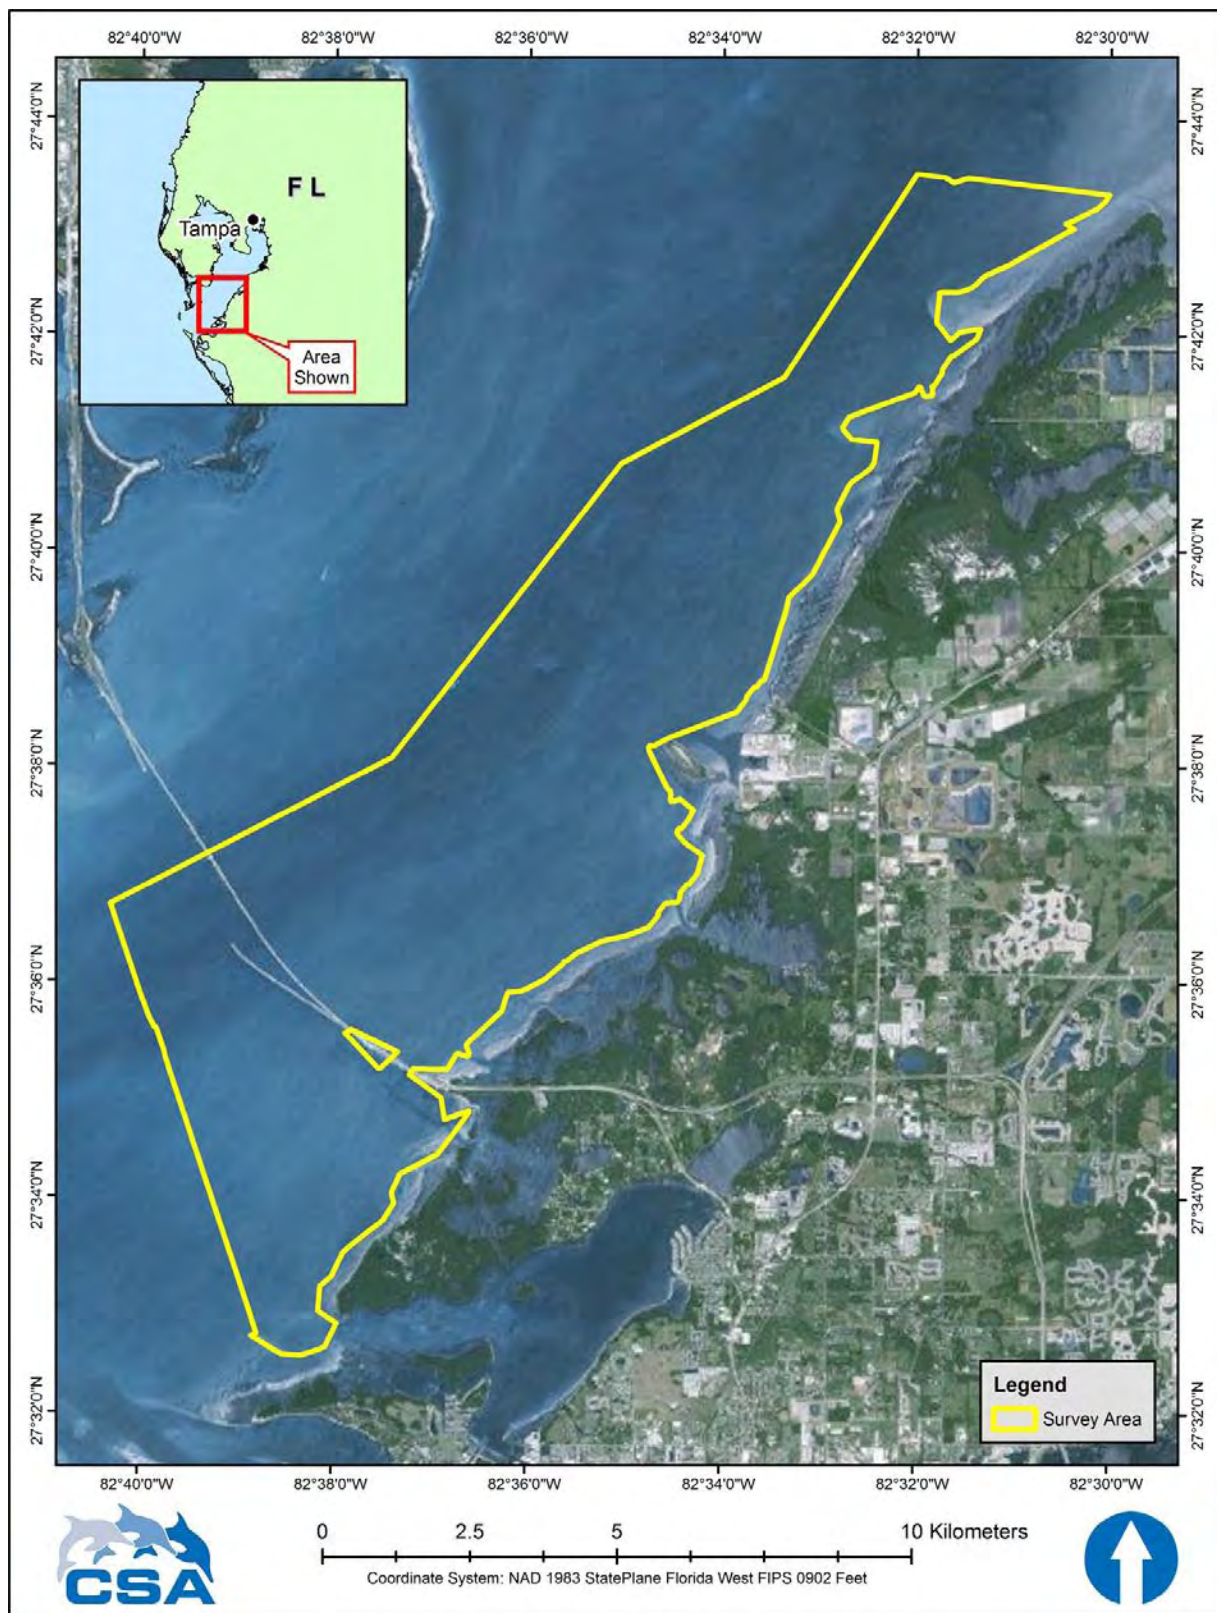 82°40'0"W 82°38'0"W 82°36'0"W 82°34'0"W 82°32'0"W 82°30'0"W
27°44'0"N
27°42'0"N
27°40'0"N
27°38'0"N
27°36'0"N
27°34'0"N
27°32'0"N
F L
Tampa
Area
Shown
27°44'0"N
27°42'0"N
27°40'0"N
27°38'0"N
27°36'0"N
27°34'0"N
27°32'0"N
Legend
Survey Area
82°40'0"W 82°38'0"W 82°36'0"W 82°34'0"W 82°32'0"W 82°30'0"W
CSA
0 2.5 5 10 Kilometers
Coordinate System: NAD 1983 StatePlane Florida West FIPS 0902 Feet